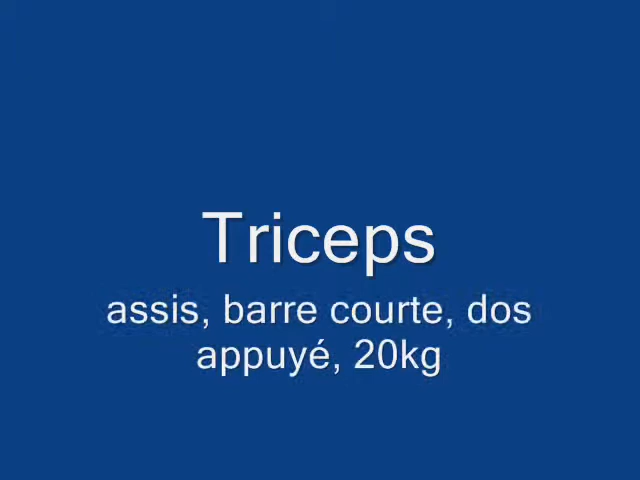 Triceps
assis, barre courte, dos
appuyé, 20kg